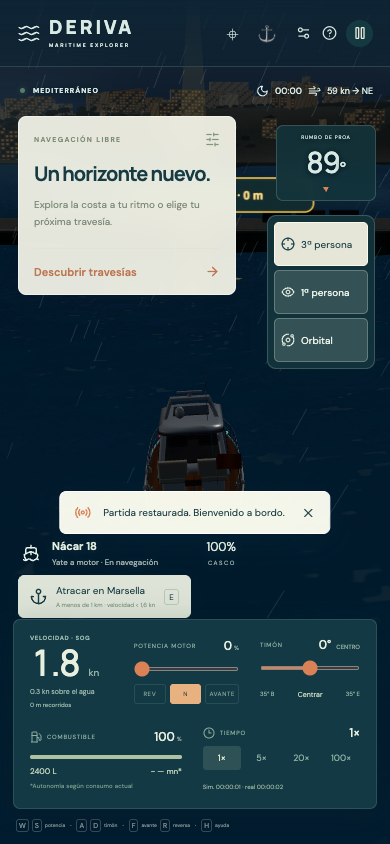 DERIVA
MARITIME EXPLORER
MEDITERRÁNEO
00:00
59 kn → NE
NAVEGACIÓN LIBRE
Un horizonte nuevo.
Explora la costa a tu ritmo o elige tu
próxima travesía.
Descubrir travesías →
· 0 m
RUMBO DE PROA
89°
3ª persona
1ª persona
Orbital
Partida restaurada. Bienvenido a bordo.
Nácar 18
Yate a motor · En navegación
100%
CASCO
Atracar en Marsella
A menos de 1 km · velocidad < 1,6 kn
E
VELOCIDAD · SOG
1.8 kn
0.3 kn sobre el agua
0 m recorridos
POTENCIA MOTOR 0 %
REV N AVANTE
TIMÓN 0° CENTRO
35° B Centrar 35° E
COMBUSTIBLE 100 %
2400 L — mn*
*Autonomía según consumo actual
TIEMPO 1×
1× 5× 20× 100×
Sim. 00:00:01 · real 00:00:02
W S potencia · A D timón · F avante R reversa · H ayuda